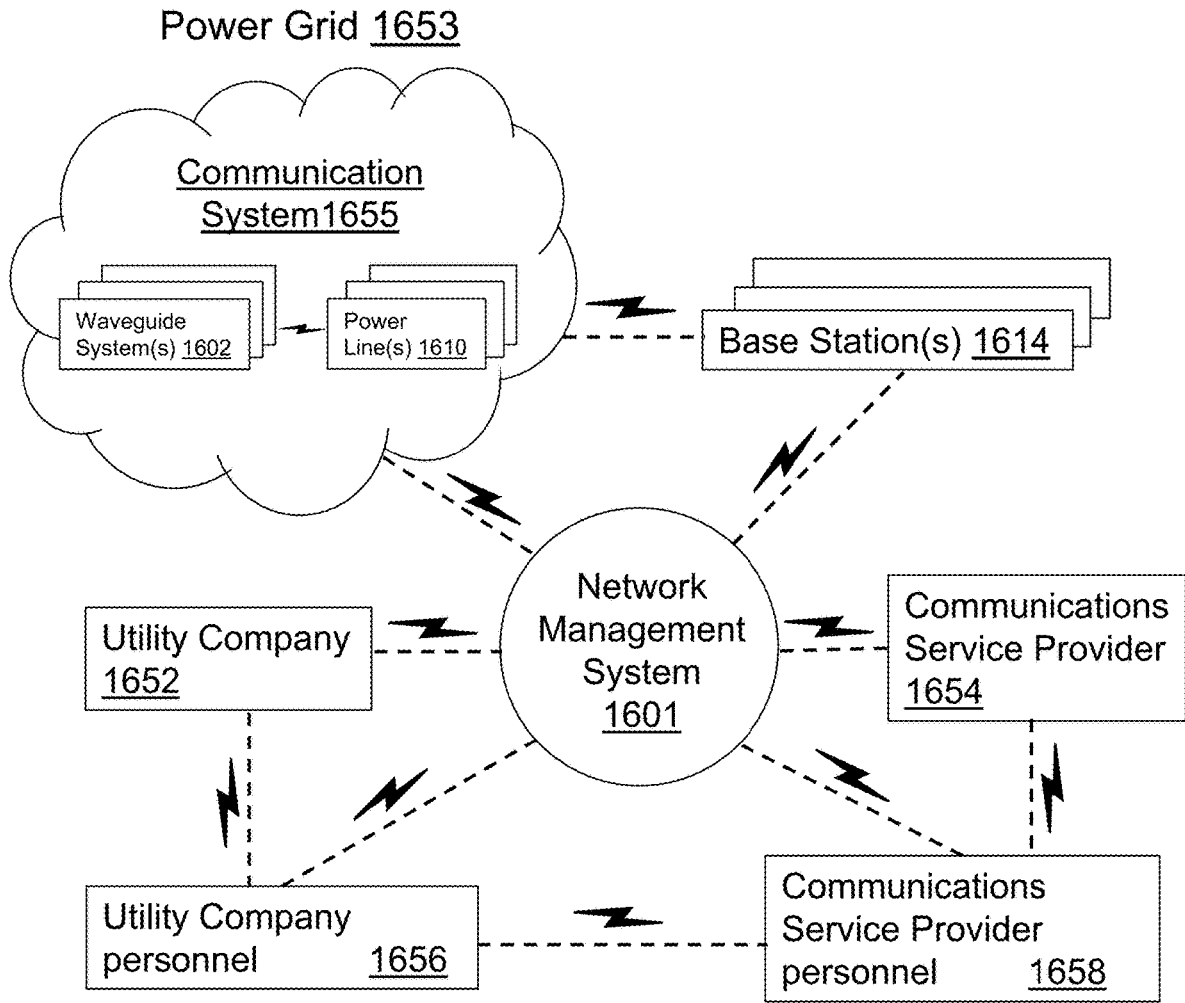 Power Grid 1653
Communication
System1655
Waveguide
System(s) 1602
Power
Line(s) 1610
Base Station(s) 1614
Network
Management
System
1601
Utility Company
1652
Communications
Service Provider
1654
Utility Company
personnel 1656
Communications
Service Provider
personnel 1658